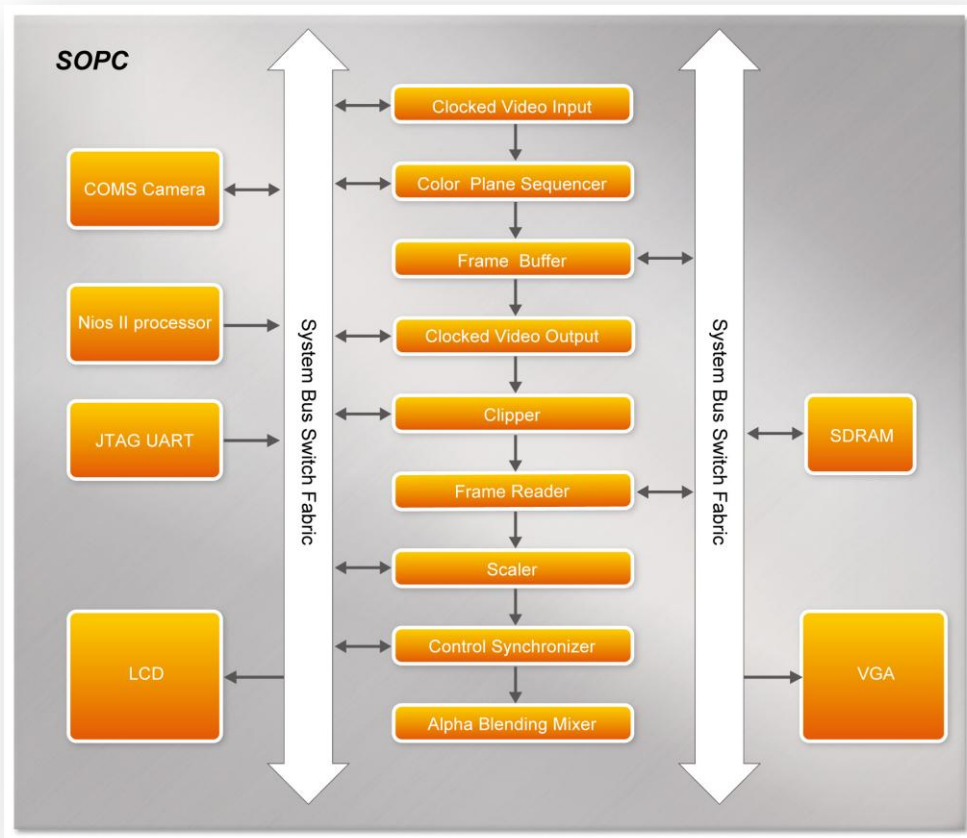 SOPC
Clocked Video Input
COMS Camera
Color Plane Sequencer
Frame Buffer
Nios II processor
System Bus Switch Fabric
Clocked Video Output
System Bus Switch Fabric
JTAG UART
Clipper
SDRAM
Frame Reader
Scaler
LCD
Control Synchronizer
VGA
Alpha Blending Mixer